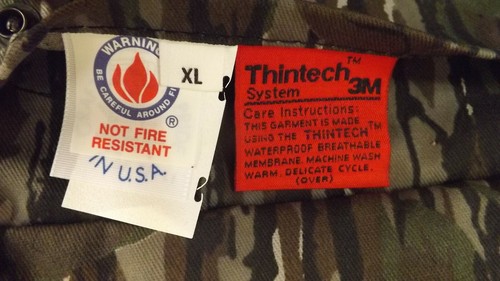 WARNING
BE CAREFUL AROUND
XL
NOT FIRE
RESISTANT
®
IN U.S.A.
Thintech™
System 3M
Care Instructions:
THIS GARMENT IS MADE
USING THE THINTECH™
WATERPROOF BREATHABLE
MEMBRANE. MACHINE WASH
WARM. DELICATE CYCLE.
(OVER)